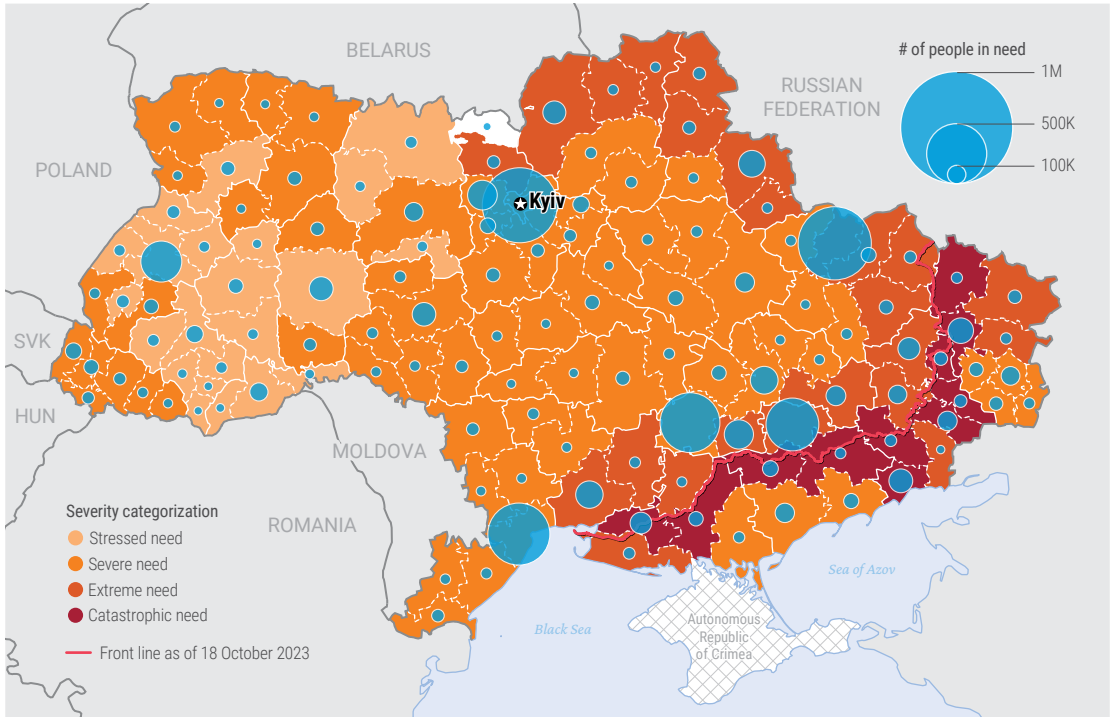 BELARUS
# of people in need
1M
RUSSIAN
FEDERATION
500K
POLAND
100K
Kyiv
SVK
HUN
MOLDOVA
ROMANIA
Severity categorization
Stressed need
Severe need
Extreme need
Catastrophic need
Front line as of 18 October 2023
Sea of Azov
Black Sea
Autonomous
Republic
of Crimea